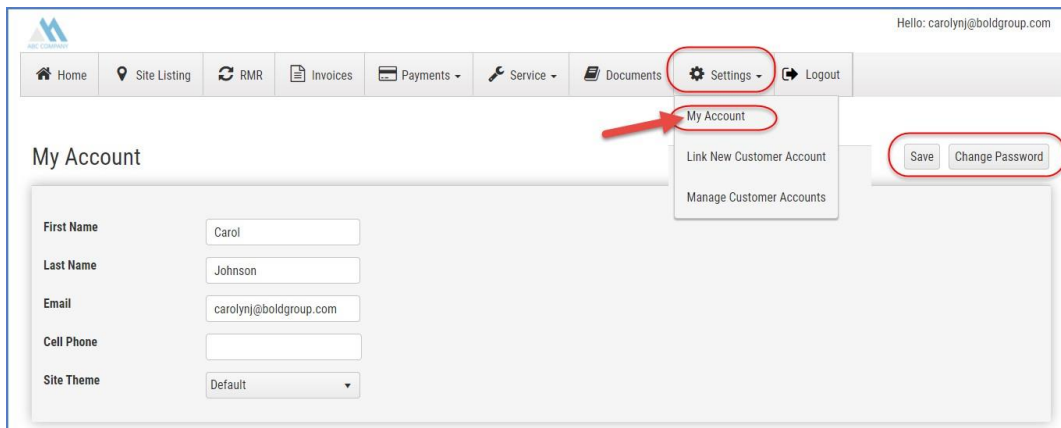 Hello: carolynj@boldgroup.com
ABC COMPANY
Home Site Listing RMR Invoices Payments Service Documents Settings Logout
My Account
Link New Customer Account
Manage Customer Accounts
My Account
Save Change Password
First Name Carol
Last Name Johnson
Email carolynj@boldgroup.com
Cell Phone
Site Theme Default